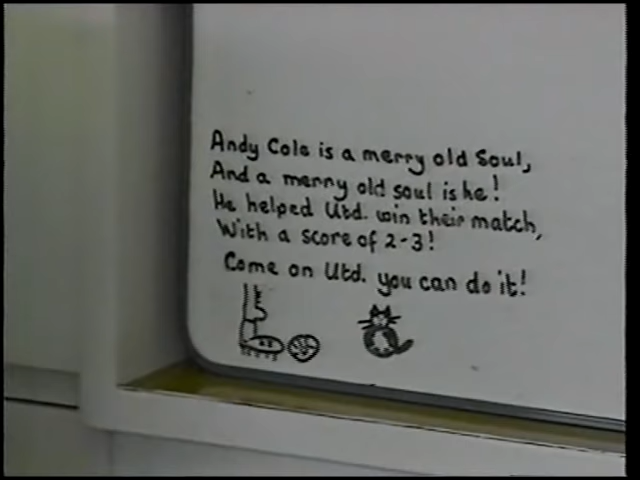 Andy Cole is a merry old Soul,
And a merry old soul is he!
He helped Utd. win their match,
With a score of 2-3!
Come on Utd. you can do it!